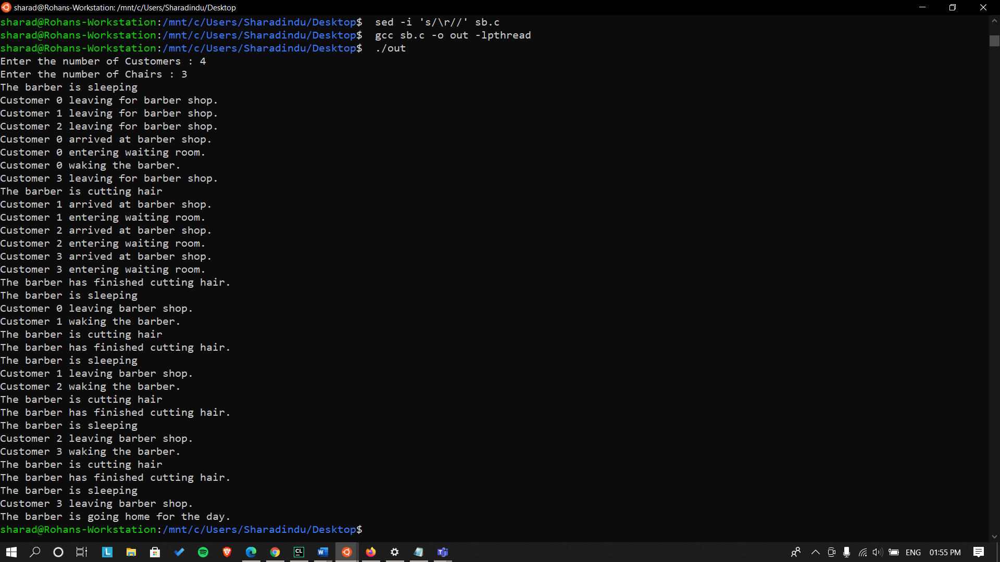 sharad@Rohans-Workstation: /mnt/c/Users/Sharadindu/Desktop
sharad@Rohans-Workstation:/mnt/c/Users/Sharadindu/Desktop$  sed -i 's/\r//' sb.c
sharad@Rohans-Workstation:/mnt/c/Users/Sharadindu/Desktop$  gcc sb.c -o out -lpthread
sharad@Rohans-Workstation:/mnt/c/Users/Sharadindu/Desktop$  ./out
Enter the number of Customers : 4
Enter the number of Chairs : 3
The barber is sleeping
Customer 0 leaving for barber shop.
Customer 1 leaving for barber shop.
Customer 2 leaving for barber shop.
Customer 0 arrived at barber shop.
Customer 0 entering waiting room.
Customer 0 waking the barber.
Customer 3 leaving for barber shop.
The barber is cutting hair
Customer 1 arrived at barber shop.
Customer 1 entering waiting room.
Customer 2 arrived at barber shop.
Customer 2 entering waiting room.
Customer 3 arrived at barber shop.
Customer 3 entering waiting room.
The barber has finished cutting hair.
The barber is sleeping
Customer 0 leaving barber shop.
Customer 1 waking the barber.
The barber is cutting hair
The barber has finished cutting hair.
The barber is sleeping
Customer 1 leaving barber shop.
Customer 2 waking the barber.
The barber is cutting hair
The barber has finished cutting hair.
The barber is sleeping
Customer 2 leaving barber shop.
Customer 3 waking the barber.
The barber is cutting hair
The barber has finished cutting hair.
The barber is sleeping
Customer 3 leaving barber shop.
The barber is going home for the day.
sharad@Rohans-Workstation:/mnt/c/Users/Sharadindu/Desktop$
L CL W ENG 01:55 PM